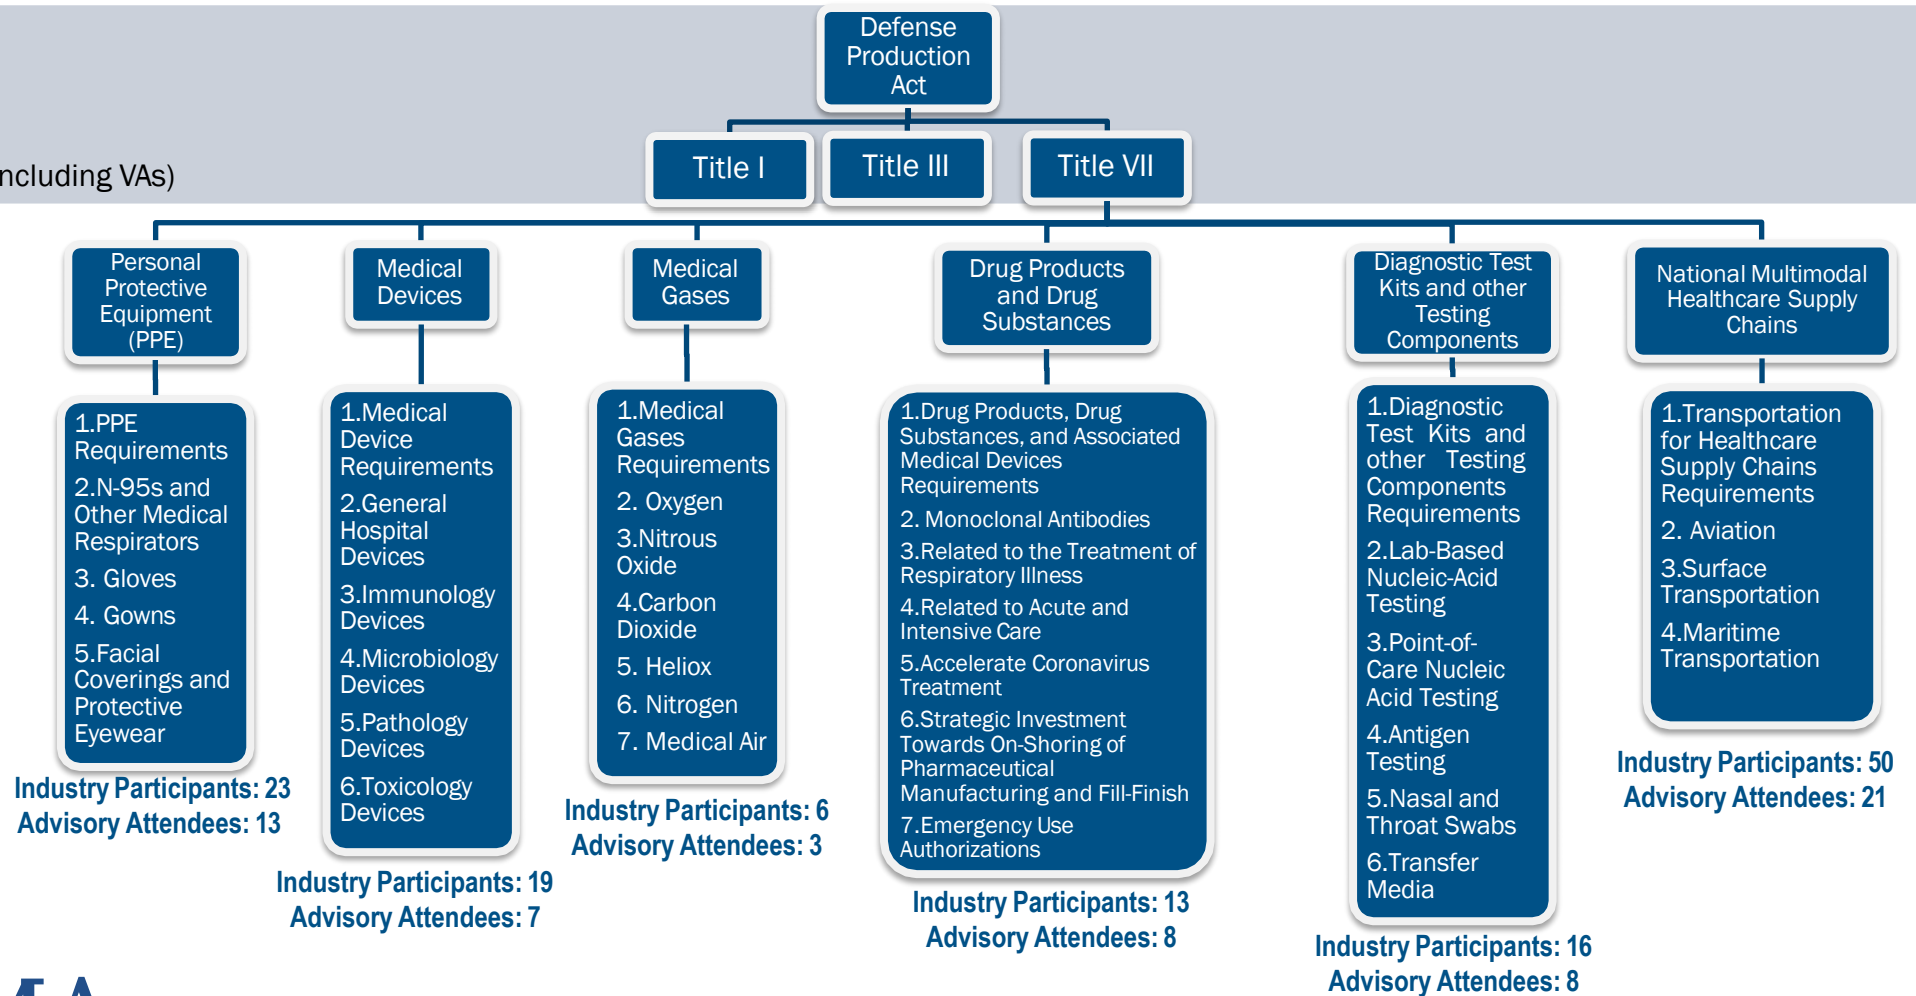 Defense
Production
Act
Title I
Title III
Title VII
ncluding VAs)
Personal
Protective
Equipment
(PPE)
Medical
Devices
Medical
Gases
Drug Products
and Drug
Substances
Diagnostic Test
Kits and other
Testing
Components
National Multimodal
Healthcare Supply
Chains
1.PPE
Requirements
2.N-95s and
Other Medical
Respirators
3. Gloves
4. Gowns
5.Facial
Coverings and
Protective
Eyewear
Industry Participants: 23
Advisory Attendees: 13
1.Medical
Device
Requirements
2.General
Hospital
Devices
3.Immunology
Devices
4.Microbiology
Devices
5.Pathology
Devices
6.Toxicology
Devices
Industry Participants: 19
Advisory Attendees: 7
1.Medical
Gases
Requirements
2. Oxygen
3.Nitrous
Oxide
4.Carbon
Dioxide
5. Heliox
6. Nitrogen
7. Medical Air
Industry Participants: 6
Advisory Attendees: 3
1.Drug Products, Drug
Substances, and Associated
Medical Devices
Requirements
2. Monoclonal Antibodies
3.Related to the Treatment of
Respiratory Illness
4.Related to Acute and
Intensive Care
5.Accelerate Coronavirus
Treatment
6.Strategic Investment
Towards On-Shoring of
Pharmaceutical
Manufacturing and Fill-Finish
7.Emergency Use
Authorizations
Industry Participants: 13
Advisory Attendees: 8
1.Diagnostic
Test Kits and
other Testing
Components
Requirements
2.Lab-Based
Nucleic-Acid
Testing
3.Point-of-
Care Nucleic
Acid Testing
4.Antigen
Testing
5.Nasal and
Throat Swabs
6.Transfer
Media
Industry Participants: 16
Advisory Attendees: 8
1.Transportation
for Healthcare
Supply Chains
Requirements
2. Aviation
3.Surface
Transportation
4.Maritime
Transportation
Industry Participants: 50
Advisory Attendees: 21